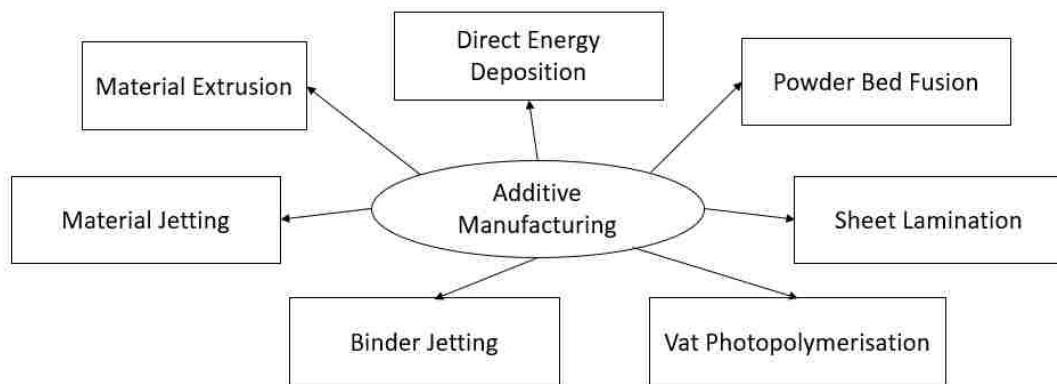 Direct Energy
Deposition
Material Extrusion
Powder Bed Fusion
Additive
Manufacturing
Material Jetting
Sheet Lamination
Binder Jetting
Vat Photopolymerisation